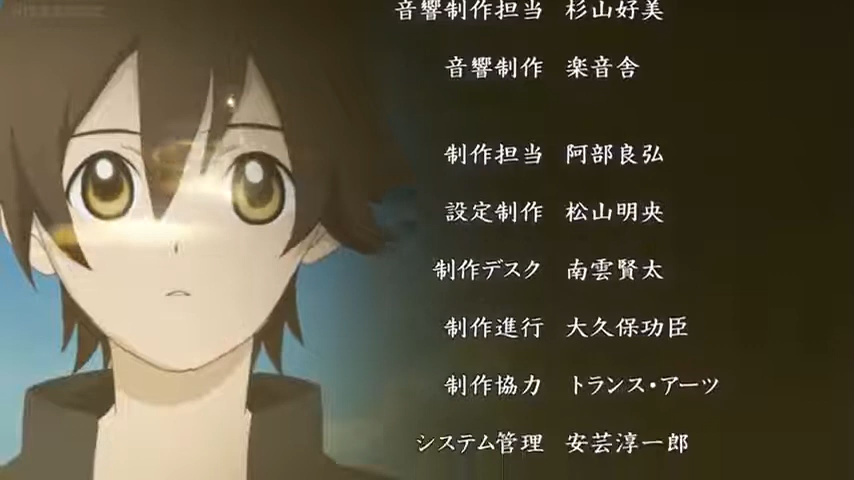 音響制作担当 杉山好美
音響制作 楽音舎
制作担当 阿部良弘
設定制作 松山明央
制作デスク 南雲賢太
制作進行 大久保功臣
制作協力 トランス・アーツ
システム管理 安芸淳一郎